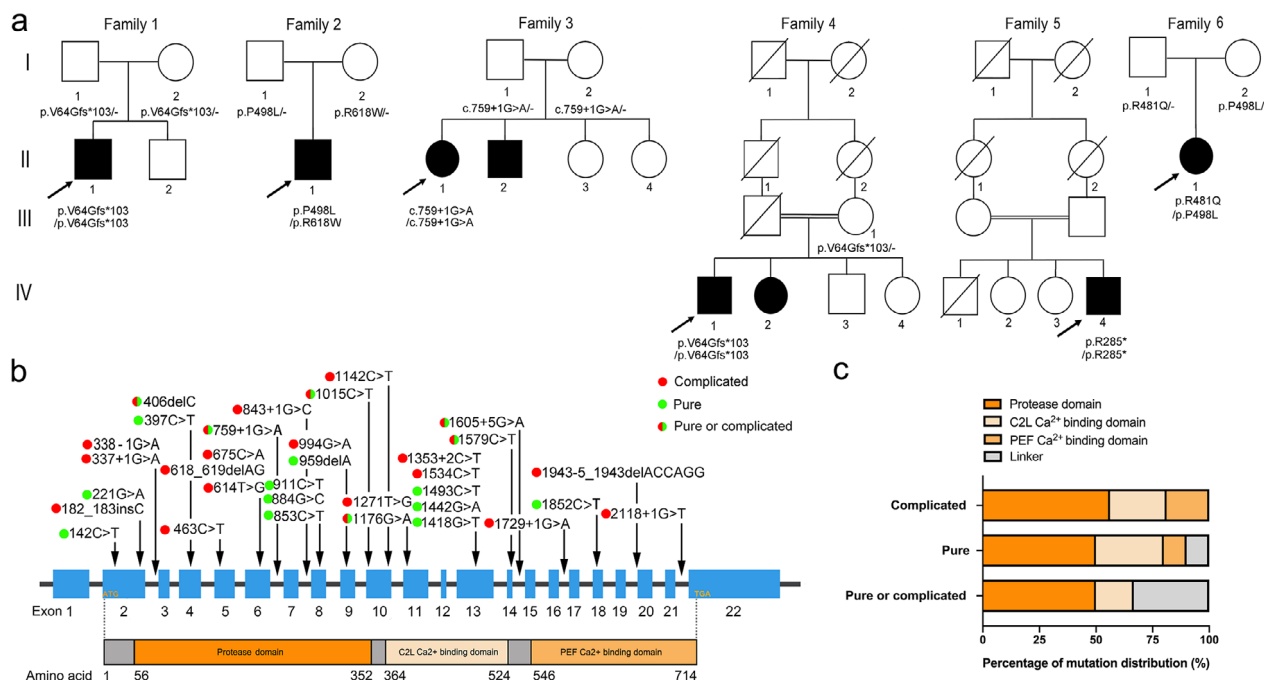 a
Family 1
Family 2
Family 3
Family 4
Family 5
Family 6
I
II
III
IV
1
2
p.V64Gfs*103/-
p.V64Gfs*103/-
1
2
p.V64Gfs*103
/p.V64Gfs*103
1
2
p.P498L/-
p.R618W/-
1
p.P498L
/p.R618W
1
2
c.759+1G>A/-
c.759+1G>A/-
1
2
3
4
c.759+1G>A
/c.759+1G>A
1
2
1
2
1
p.V64Gfs*103/-
1
2
3
4
p.V64Gfs*103
/p.V64Gfs*103
1
2
1
2
1
2
3
4
p.R285*
/p.R285*
1
2
p.R481Q/-
p.P498L/
1
p.R481Q
/p.P498L
b
Complicated
Pure
Pure or complicated
1142C>T
1015C>T
406delC
397C>T
843+1G>C
759+1G>A
338-1G>A
337+1G>A
675C>A
618_619delAG
614T>G
994G>A
959delA
221G>A
182_183insC
142C>T
463C>T
911C>T
884G>C
853C>T
1271T>G
1176G>A
1605+5G>A
1579C>T
1353+2C>T
1534C>T
1493C>T
1442G>A
1418G>T
1729+1G>A
1943-5_1943delACCAGG
1852C>T
2118+1G>T
ATG
TGA
Exon 1
2
3
4
5
6
7
8
9
10
11
12
13
14
15
16
17
18
19
20
21
22
Protease domain
C2L Ca2+ binding domain
PEF Ca2+ binding domain
Amino acid
1
56
352
364
524
546
714
c
Protease domain
C2L Ca2+ binding domain
PEF Ca2+ binding domain
Linker
Complicated
Pure
Pure or complicated
0
25
50
75
100
Percentage of mutation distribution (%)